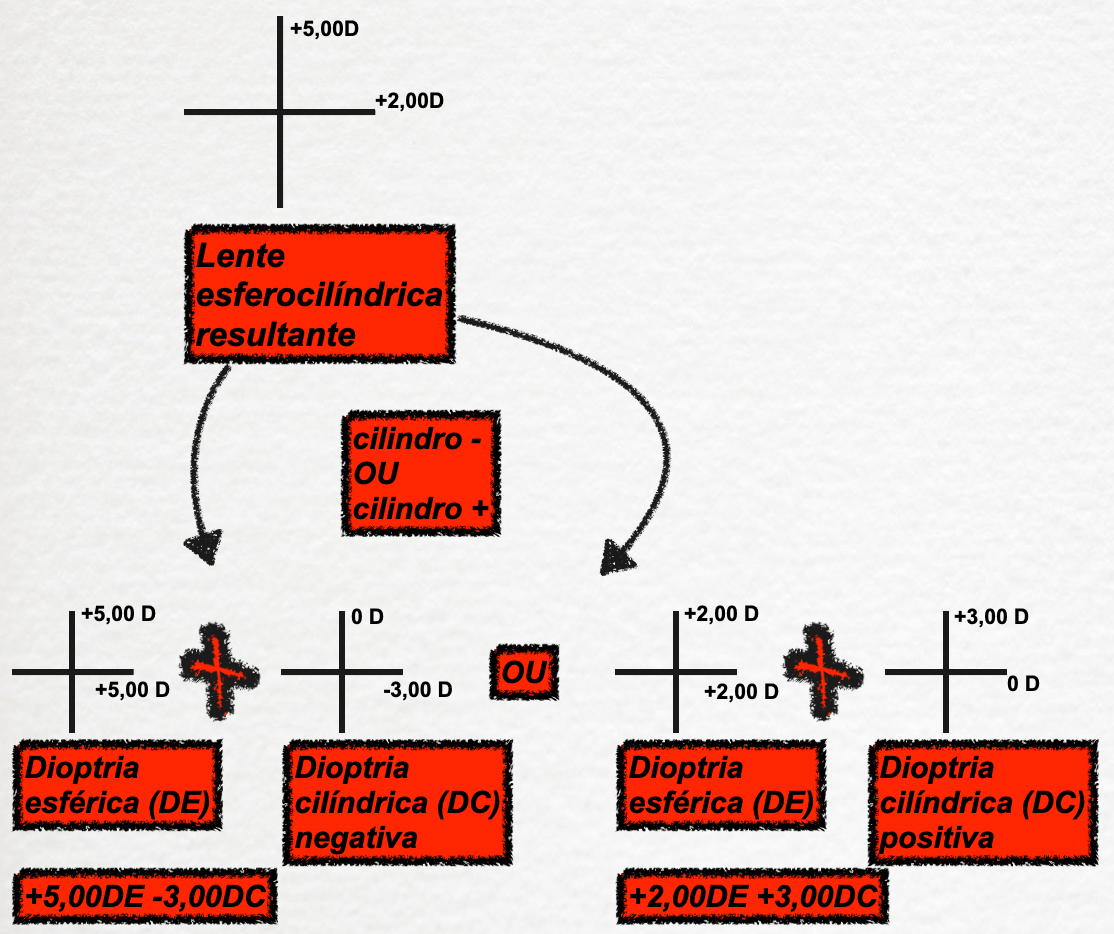 +5,00D
+2,00D
Lente
esferocilíndrica
resultante
cilindro -
OU
cilindro +
+5,00 D
+5,00 D
0 D
-3,00 D
OU
+2,00 D
+2,00 D
+3,00 D
0 D
Dioptria
esférica (DE)
Dioptria
cilíndrica (DC)
negativa
Dioptria
esférica (DE)
Dioptria
cilíndrica (DC)
positiva
+5,00DE -3,00DC
+2,00DE +3,00DC